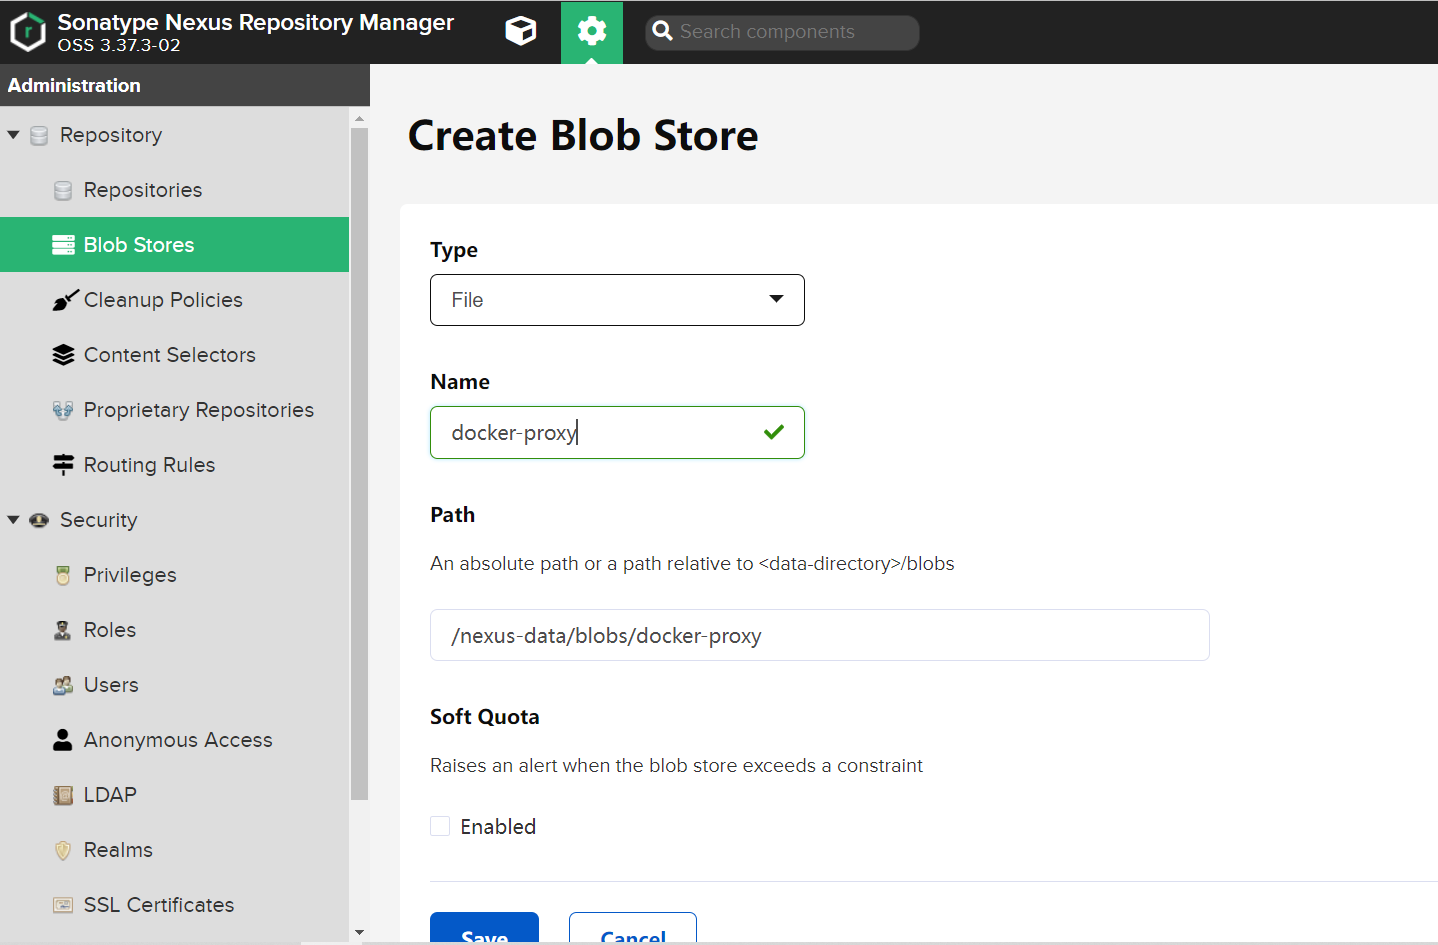 Sonatype Nexus Repository Manager
OSS 3.37.3-02
Search components
Administration
Repository
Repositories
Blob Stores
Cleanup Policies
Content Selectors
Proprietary Repositories
Routing Rules
Security
Privileges
Roles
Users
Anonymous Access
LDAP
Realms
SSL Certificates
Create Blob Store
Type
File
Name
docker-proxy
Path
An absolute path or a path relative to <data-directory>/blobs
/nexus-data/blobs/docker-proxy
Soft Quota
Raises an alert when the blob store exceeds a constraint
Enabled
Save Cancel